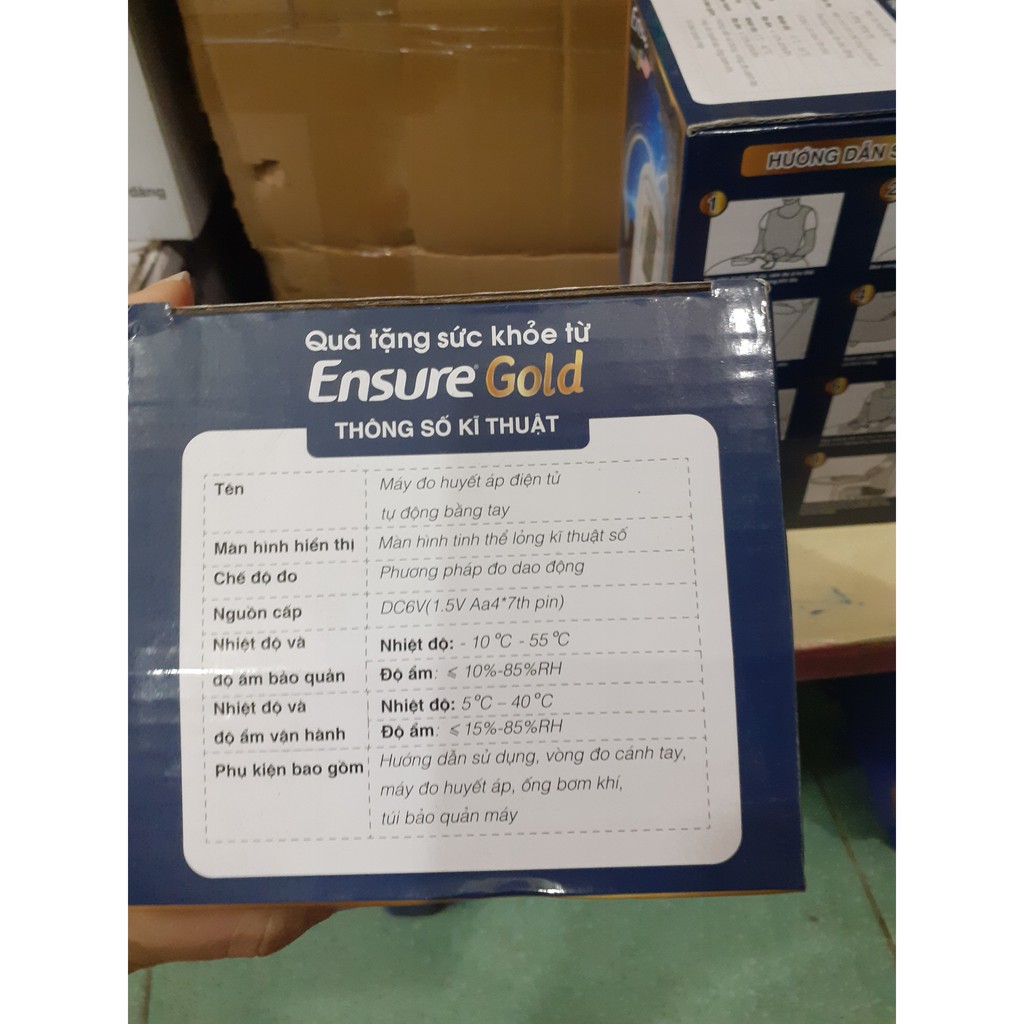 Quà tặng sức khỏe từ
Ensure Gold
THÔNG SỐ KĨ THUẬT
Tên
Máy đo huyết áp điện tử
tự động bằng tay
Màn hình hiển thị
Màn hình tinh thể lỏng kĩ thuật số
Chế độ đo
Phương pháp đo dao động
Nguồn cấp
DC6V(1.5V Aa4*7th pin)
Nhiệt độ và
độ ẩm bảo quản
Nhiệt độ: - 10 °C - 55 °C
Độ ẩm: ⩽ 10%-85%RH
Nhiệt độ và
độ ẩm vận hành
Nhiệt độ: 5°C – 40 °C
Độ ẩm: ⩽ 15%-85%RH
Phụ kiện bao gồm
Hướng dẫn sử dụng, vòng đo cánh tay,
máy đo huyết áp, ống bơm khí,
túi bảo quản máy
HƯỚNG DẪN
1
2